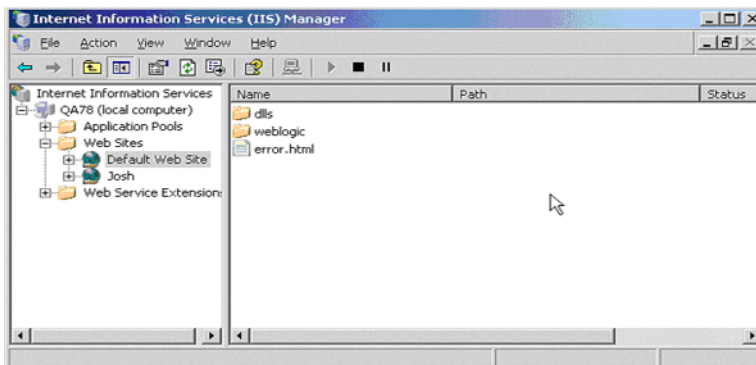 Internet Information Services (IIS) Manager
File Action View Window Help
Internet Information Services
QA78 (local computer)
Application Pools
Web Sites
Default Web Site
Josh
Web Service Extension
Name Path Status
dlls
weblogic
error.html